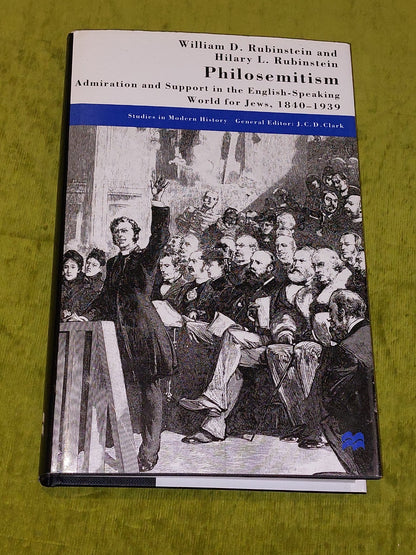 William D. Rubinstein and
Hilary L. Rubinstein
Philosemitism
Admiration and Support in the English-Speaking
World for Jews, 1840–1939
Studies in Modern History General Editor: J.C.D. Clark